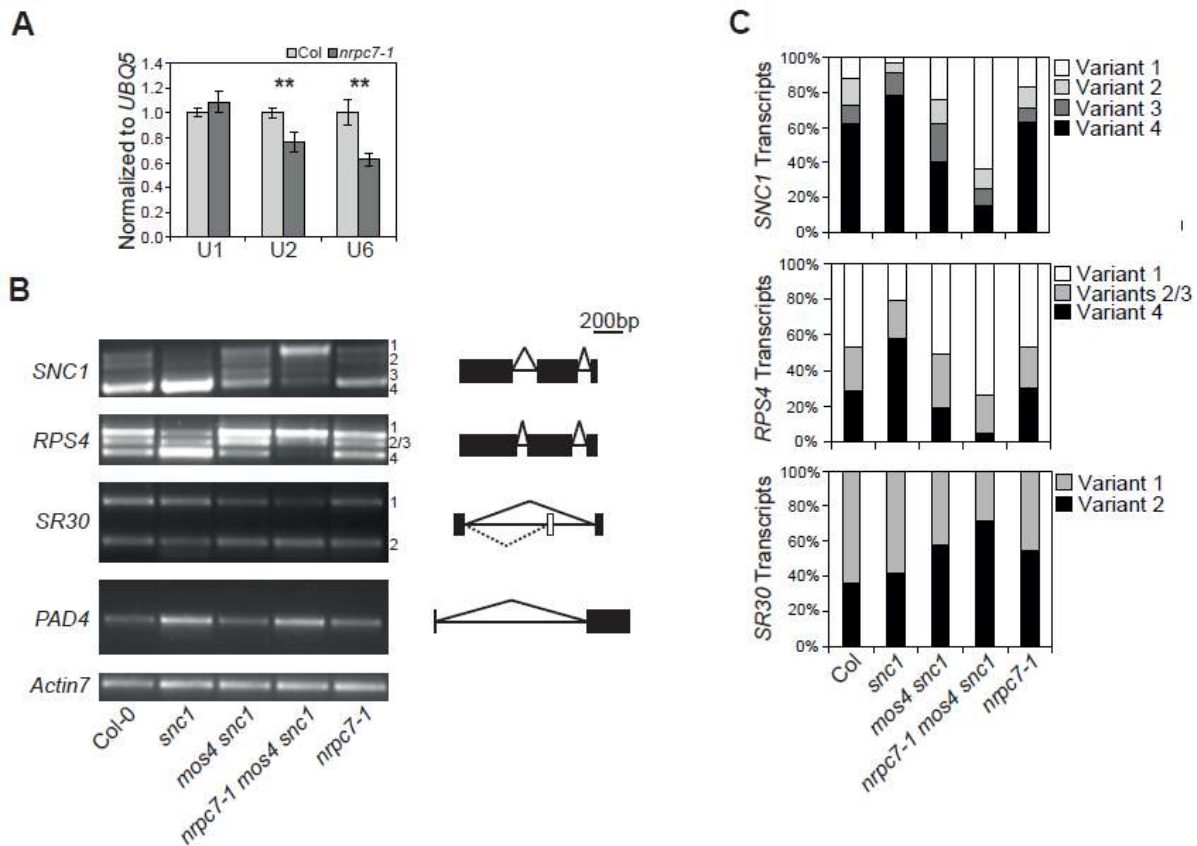 A
Col nrpc7-1
Normalized to UBQ5
1.4
1.2
1.0
0.8
0.6
0.4
0.2
0.0
** **
U1 U2 U6
B
200bp
SNC1
1
2
3
4
RPS4
1
2/3
4
SR30
1
2
PAD4
Actin7
Col-0
snc1
mos4 snc1
nrpc7-1 mos4 snc1
nrpc7-1
C
SNC1 Transcripts
100%
80%
60%
40%
20%
0%
Variant 1
Variant 2
Variant 3
Variant 4
RPS4 Transcripts
100%
80%
60%
40%
20%
0%
Variant 1
Variants 2/3
Variant 4
SR30 Transcripts
100%
80%
60%
40%
20%
0%
Variant 1
Variant 2
Col
snc1
mos4 snc1
nrpc7-1 mos4 snc1
nrpc7-1